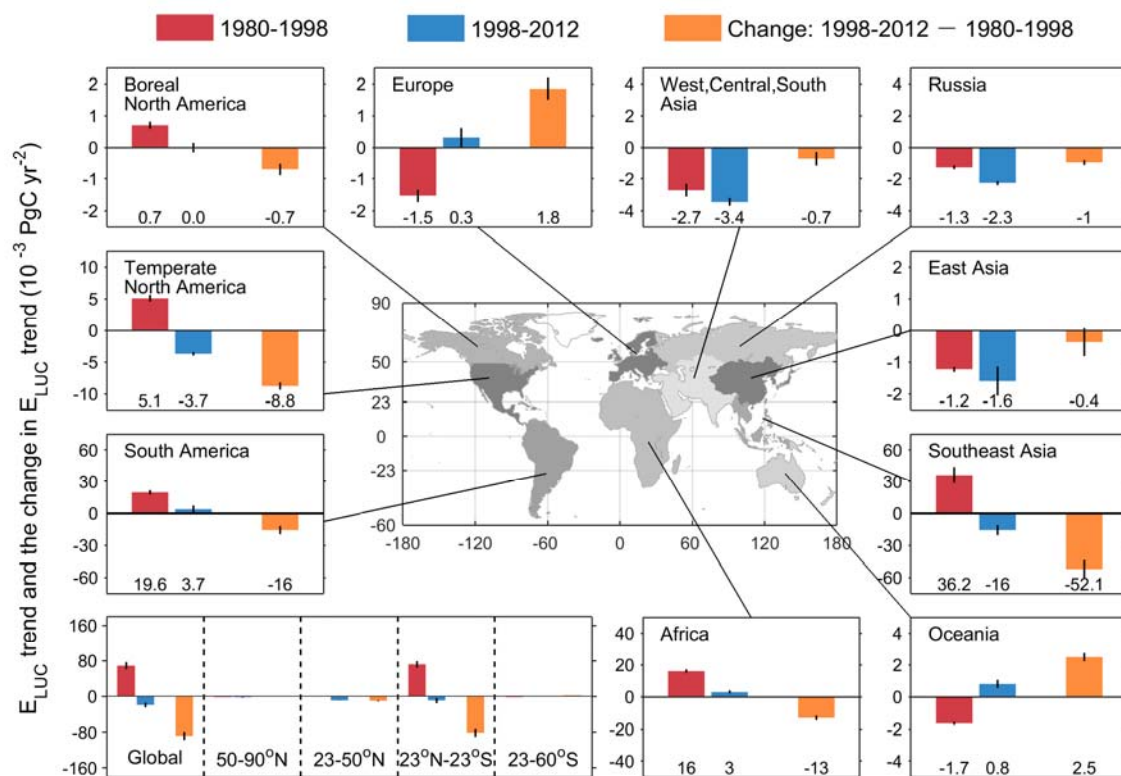 1980-1998 1998-2012 Change: 1998-2012 − 1980-1998
E_LUC trend and the change in E_LUC trend (10⁻³ PgC yr⁻²)
Boreal
North America
2
1
0
-1
-2
0.7 0.0 -0.7
Europe
2
1
0
-1
-2
-1.5 0.3 1.8
West,Central,South
Asia
2
0
-2
-4
-2.7 -3.4 -0.7
Russia
2
0
-2
-4
-1.3 -2.3 -1
Temperate
North America
10
5
0
-5
-10
5.1 -3.7 -8.8
90
50
23
0
-23
-60
-180 -120 -60 0 60 120 180
East Asia
2
1
0
-1
-2
-1.2 -1.6 -0.4
South America
60
30
0
-30
-60
19.6 3.7 -16
Southeast Asia
60
30
0
-30
-60
36.2 -16 -52.1
160
80
0
-80
-160
Global 50-90°N 23-50°N 23°N-23°S 23-60°S
Africa
40
20
0
-20
-40
16 3 -13
Oceania
4
2
0
-2
-4
-1.7 0.8 2.5